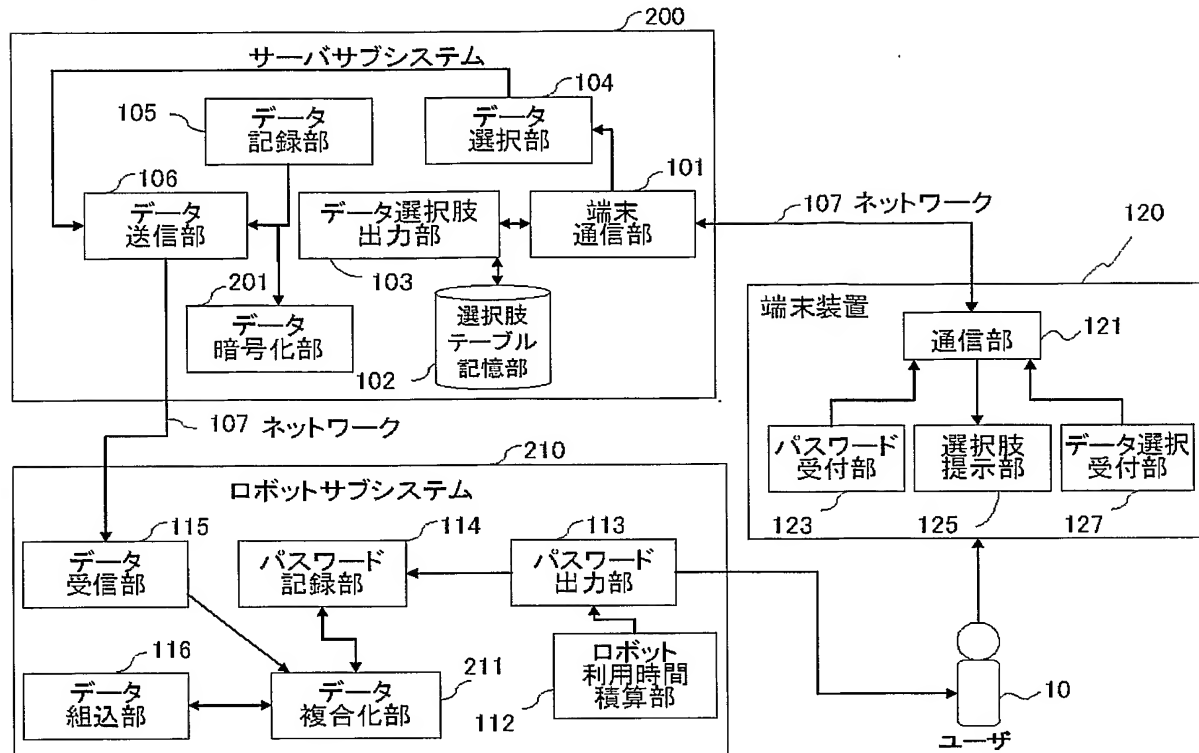 200
サーバサブシステム
104
105
データ
記録部
データ
選択部
101
106
データ
送信部
データ選択肢
出力部
端末
通信部
107 ネットワーク
120
103
201
データ
暗号化部
選択肢
テーブル
記憶部
102
端末装置
通信部
121
107 ネットワーク
パスワード
受付部
選択肢
提示部
データ選択
受付部
123
125
127
210
ロボットサブシステム
115
114
113
データ
受信部
パスワード
記録部
パスワード
出力部
116
データ
組込部
データ
複合化部
211
ロボット
利用時間
積算部
112
10
ユーザ